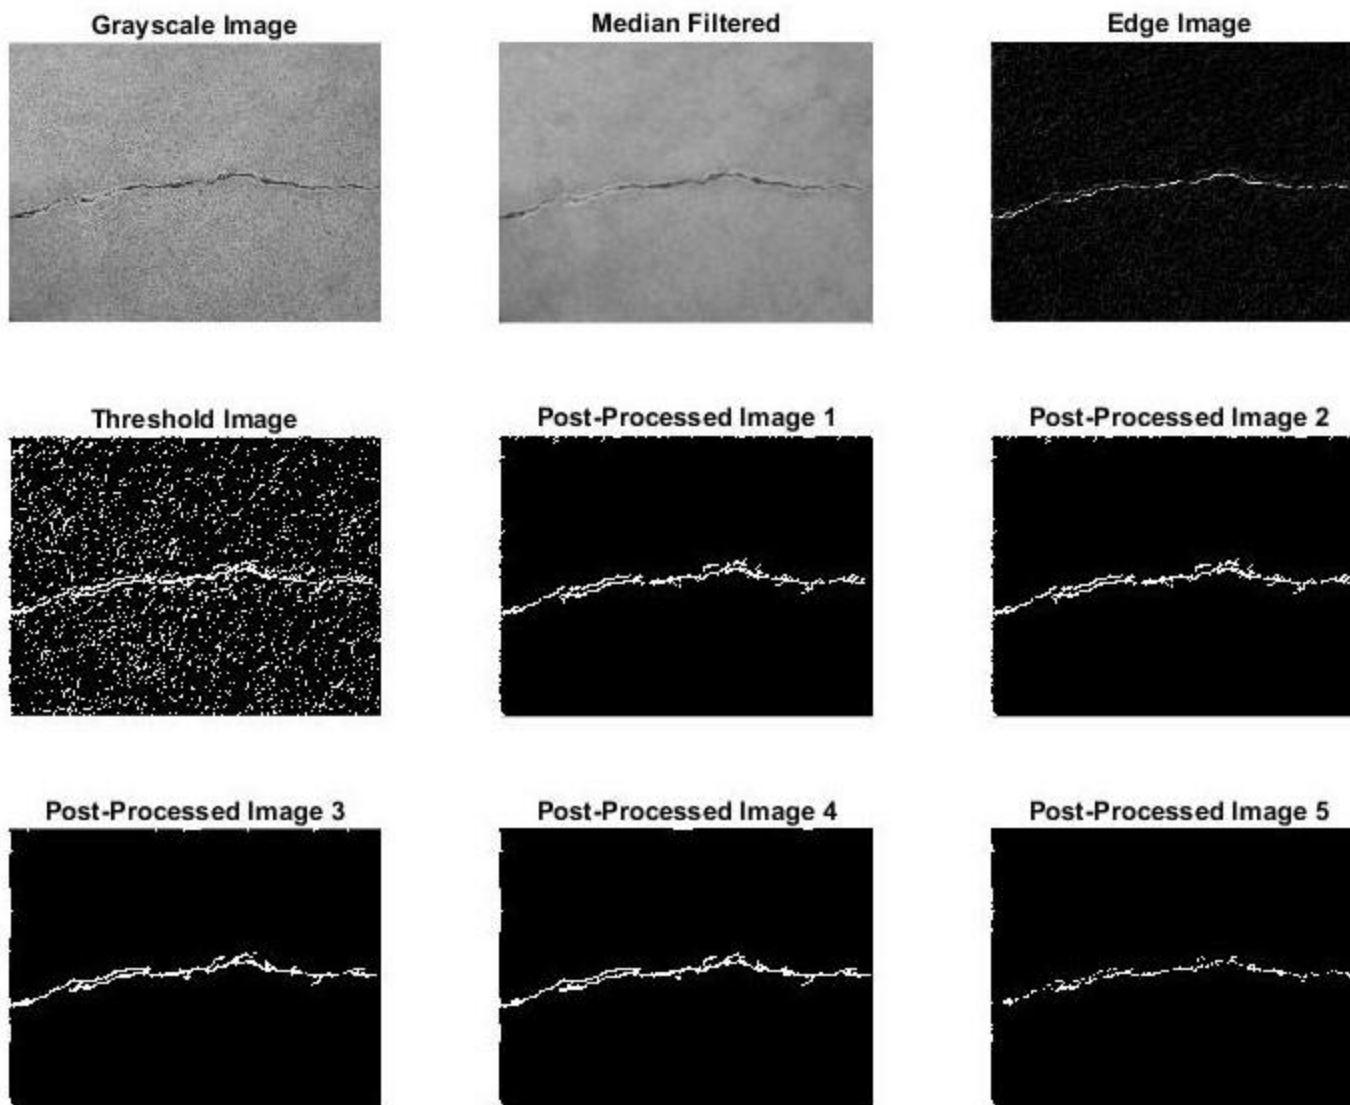 Grayscale Image
Median Filtered
Edge Image
Threshold Image
Post-Processed Image 1
Post-Processed Image 2
Post-Processed Image 3
Post-Processed Image 4
Post-Processed Image 5